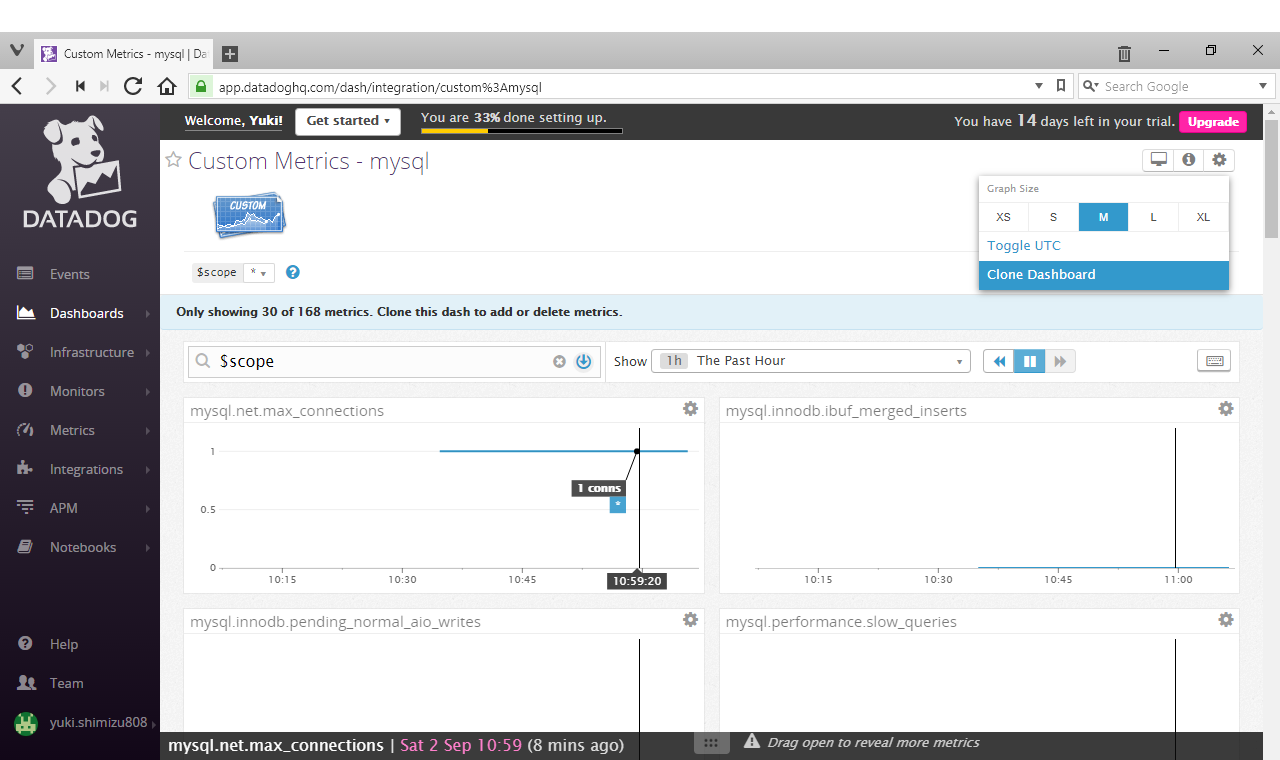 Custom Metrics - mysql | Da
app.datadoghq.com/dash/integration/custom%3Amysql
Search Google
DATADOG
Welcome, Yuki!
Get started
You are 33% done setting up.
You have 14 days left in your trial.
Upgrade
Events
Dashboards
Infrastructure
Monitors
Metrics
Integrations
APM
Notebooks
Help
Team
yuki.shimizu808
Custom Metrics - mysql
CUSTOM
Graph Size
XS S M L XL
Toggle UTC
Clone Dashboard
$scope *
Only showing 30 of 168 metrics. Clone this dash to add or delete metrics.
$scope
Show 1h The Past Hour
mysql.net.max_connections
1
0.5
0
1 conns
*
10:15 10:30 10:45 10:59:20
mysql.innodb.ibuf_merged_inserts
10:15 10:30 10:45 11:00
mysql.innodb.pending_normal_aio_writes
mysql.performance.slow_queries
mysql.net.max_connections | Sat 2 Sep 10:59 (8 mins ago)
Drag open to reveal more metrics